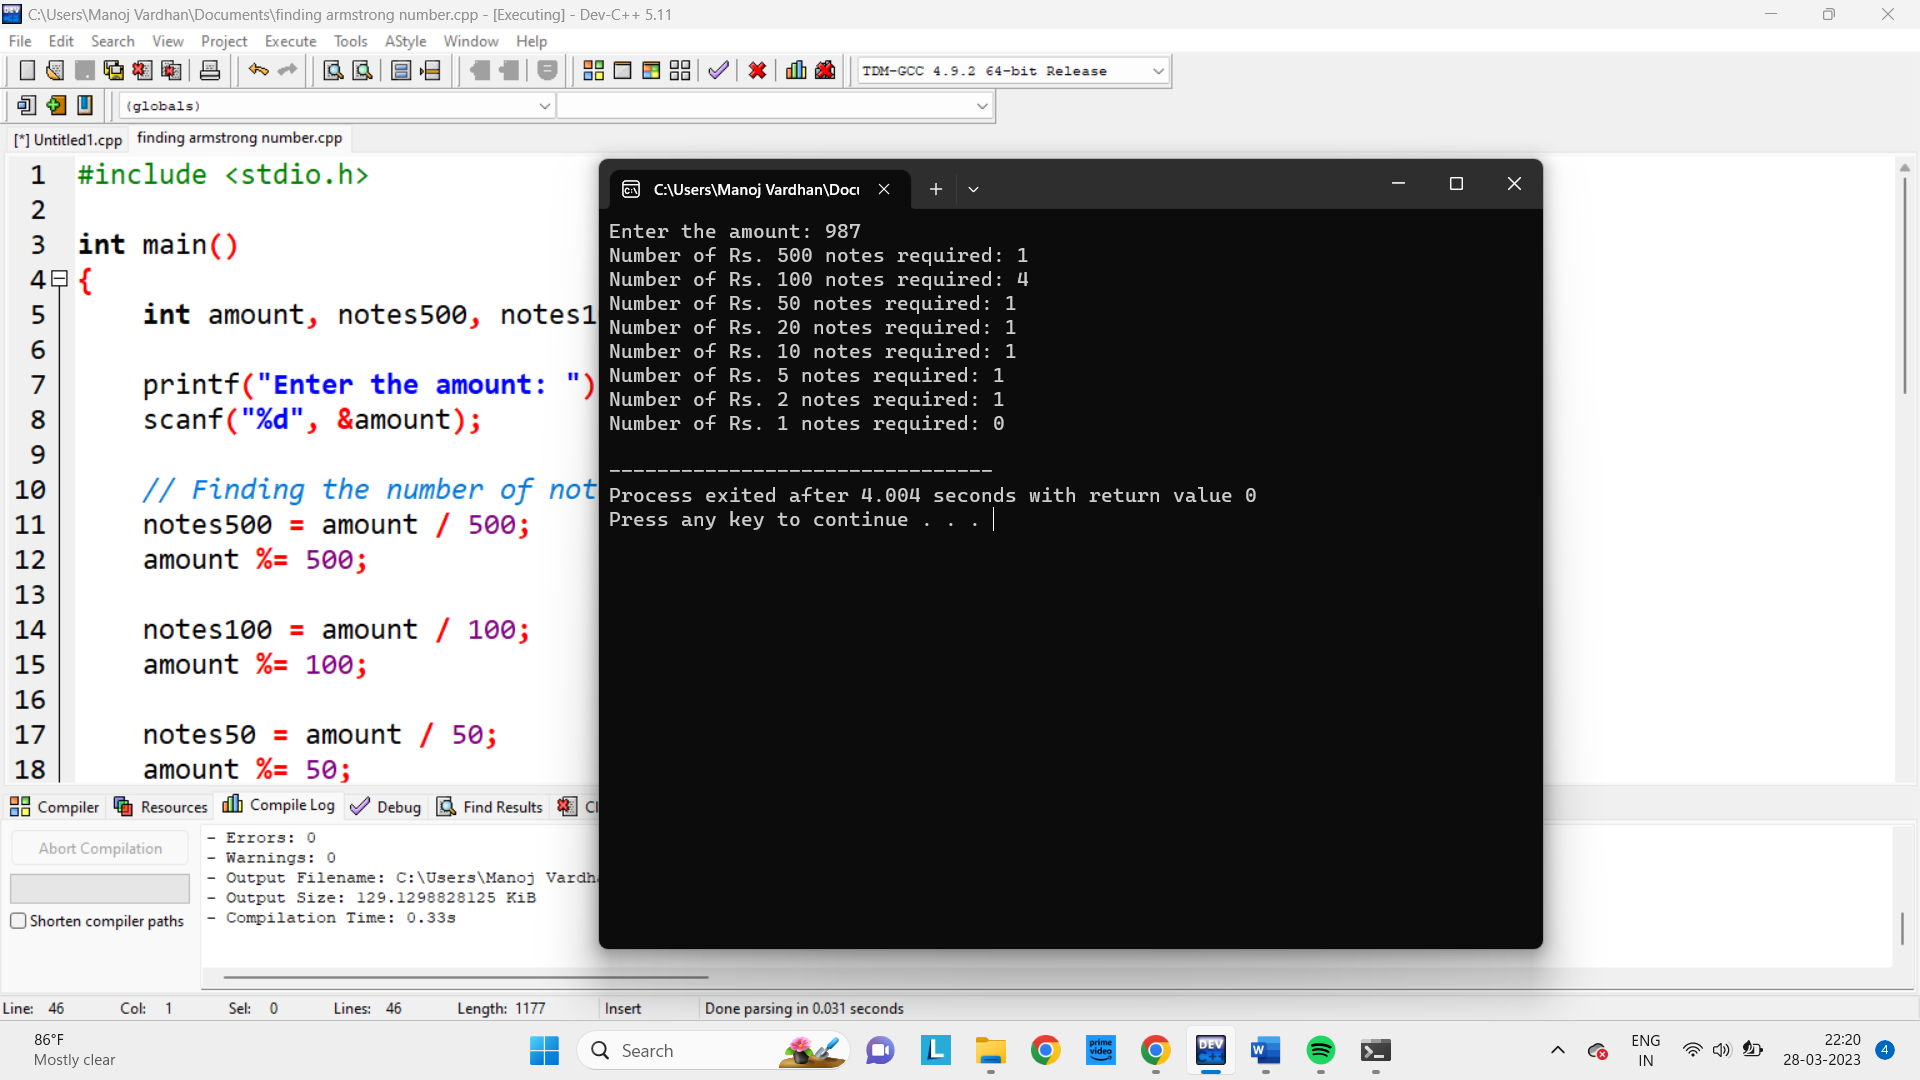 C:\Users\Manoj Vardhan\Documents\finding armstrong number.cpp - [Executing] - Dev-C++ 5.11
File Edit Search View Project Execute Tools AStyle Window Help
TDM-GCC 4.9.2 64-bit Release
(globals)
[*] Untitled1.cpp finding armstrong number.cpp
1 #include <stdio.h>
2
3 int main()
4 {
5 int amount, notes500, notes1
6
7 printf("Enter the amount: ")
8 scanf("%d", &amount);
9
10 // Finding the number of not
11 notes500 = amount / 500;
12 amount %= 500;
13
14 notes100 = amount / 100;
15 amount %= 100;
16
17 notes50 = amount / 50;
18 amount %= 50;
C:\Users\Manoj Vardhan\Docu
Enter the amount: 987
Number of Rs. 500 notes required: 1
Number of Rs. 100 notes required: 4
Number of Rs. 50 notes required: 1
Number of Rs. 20 notes required: 1
Number of Rs. 10 notes required: 1
Number of Rs. 5 notes required: 1
Number of Rs. 2 notes required: 1
Number of Rs. 1 notes required: 0
--------------------------------
Process exited after 4.004 seconds with return value 0
Press any key to continue . . .
Compiler Resources Compile Log Debug Find Results Cl
Abort Compilation
Shorten compiler paths
- Errors: 0
- Warnings: 0
- Output Filename: C:\Users\Manoj Vardha
- Output Size: 129.1298828125 KiB
- Compilation Time: 0.33s
Line: 46 Col: 1 Sel: 0 Lines: 46 Length: 1177 Insert Done parsing in 0.031 seconds
86°F
Mostly clear
Search
L
prime video
DEV C++
W
ENG
IN
22:20
28-03-2023
4